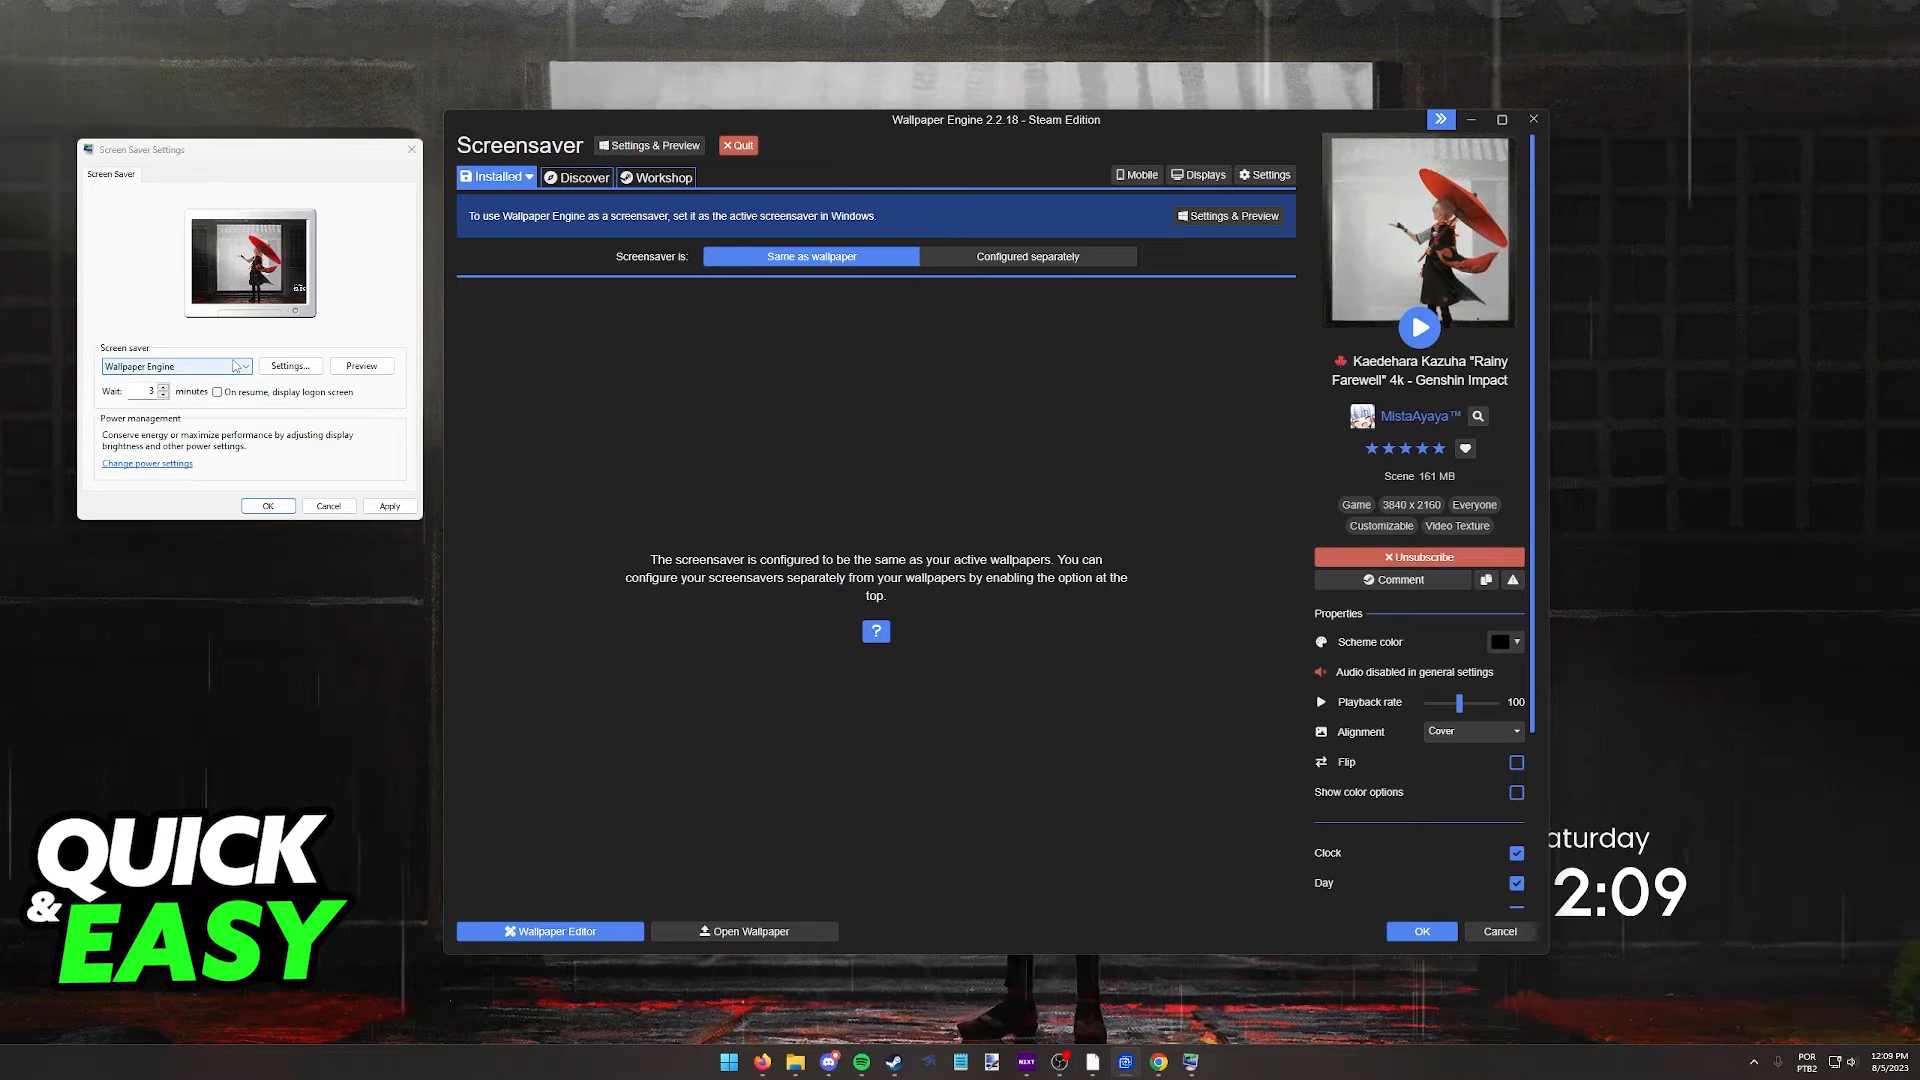 Wallpaper Engine 2.2.18 - Steam Edition
Screen Saver Settings
Screen Saver
Screen saver
Wallpaper Engine
Settings...
Preview
Wait:
3
minutes
On resume, display logon screen
Power management
Conserve energy or maximize performance by adjusting display
brightness and other power settings.
Change power settings
OK
Cancel
Apply
Screensaver
Settings & Preview
Quit
Installed
Discover
Workshop
Mobile
Displays
Settings
To use Wallpaper Engine as a screensaver, set it as the active screensaver in Windows.
Settings & Preview
Screensaver is:
Same as wallpaper
Configured separately
The screensaver is configured to be the same as your active wallpapers. You can
configure your screensavers separately from your wallpapers by enabling the option at the
top.
?
Wallpaper Editor
Open Wallpaper
Kaedehara Kazuha "Rainy
Farewell" 4k - Genshin Impact
MistaAyaya™
Scene 161 MB
Game
3840 x 2160
Everyone
Customizable
Video Texture
Unsubscribe
Comment
Properties
Scheme color
Audio disabled in general settings
Playback rate
100
Alignment
Cover
Flip
Show color options
Clock
Day
OK
Cancel
aturday
2:09
QUICK
& EASY
NEXT
POR
PTB2
12:09 PM
8/5/2023